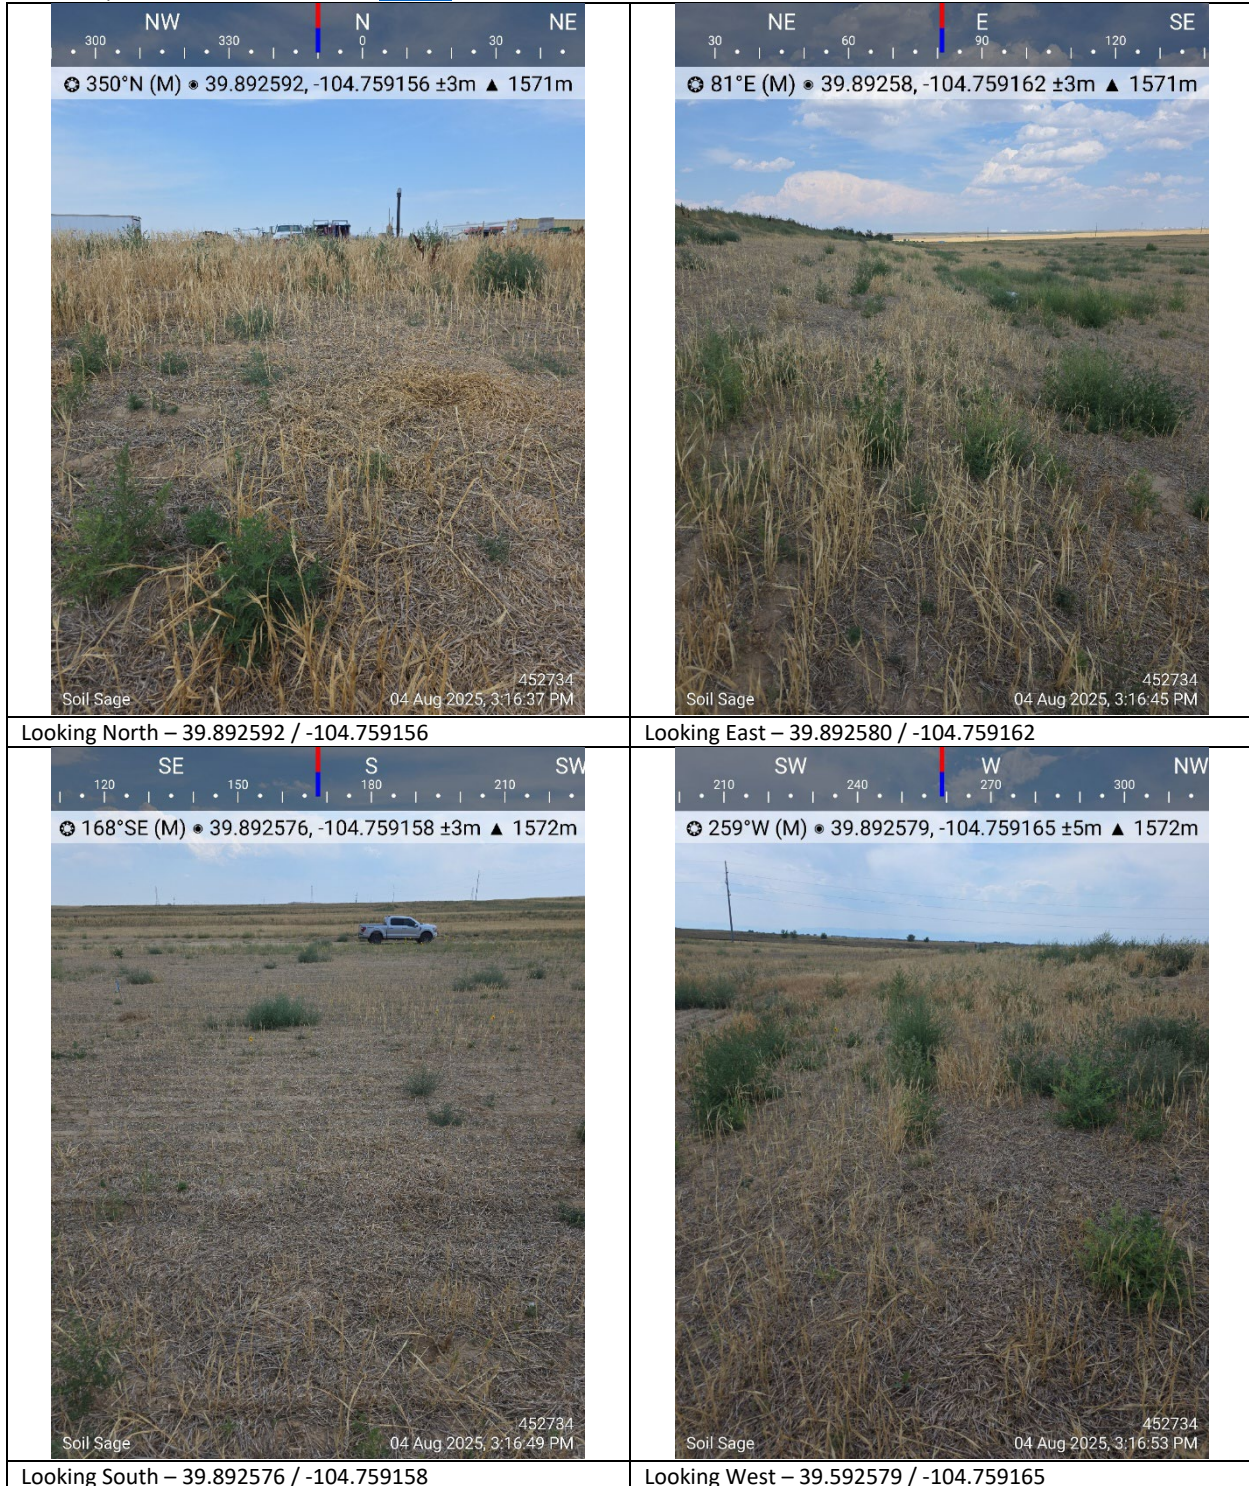 NW N NE
300 330 0 30
350°N (M) 39.892592, -104.759156 ±3m ▲ 1571m
452734
Soil Sage 04 Aug 2025, 3:16:37 PM
Looking North – 39.892592 / -104.759156
NE E SE
30 60 90 120
81°E (M) 39.89258, -104.759162 ±3m ▲ 1571m
452734
Soil Sage 04 Aug 2025, 3:16:45 PM
Looking East – 39.892580 / -104.759162
SE S SW
120 150 180 210
168°SE (M) 39.892576, -104.759158 ±3m ▲ 1572m
452734
Soil Sage 04 Aug 2025, 3:16:49 PM
Looking South – 39.892576 / -104.759158
SW W NW
210 240 270 300
259°W (M) 39.892579, -104.759165 ±5m ▲ 1572m
452734
Soil Sage 04 Aug 2025, 3:16:53 PM
Looking West – 39.592579 / -104.759165